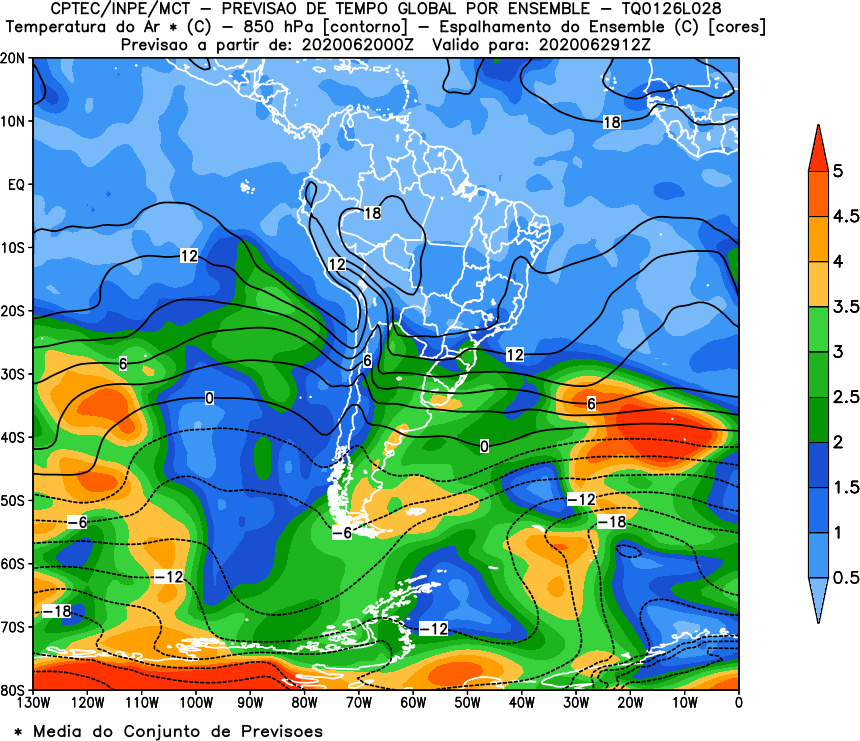 CPTEC/INPE/MCT – PREVISAO DE TEMPO GLOBAL POR ENSEMBLE – TQ0126L028
Temperatura do Ar * (C) – 850 hPa [contorno] – Espalhamento do Ensemble (C) [cores]
Previsao a partir de: 2020062000Z Valido para: 2020062912Z
20N
10N
EQ
10S
20S
30S
40S
50S
60S
70S
80S
130W 120W 110W 100W 90W 80W 70W 60W 50W 40W 30W 20W 10W 0
18
18
12
12
12
6
6
6
0
0
−6
−6
−12
−12
−12
−18
−18
5
4.5
4
3.5
3
2.5
2
1.5
1
0.5
* Media do Conjunto de Previsoes